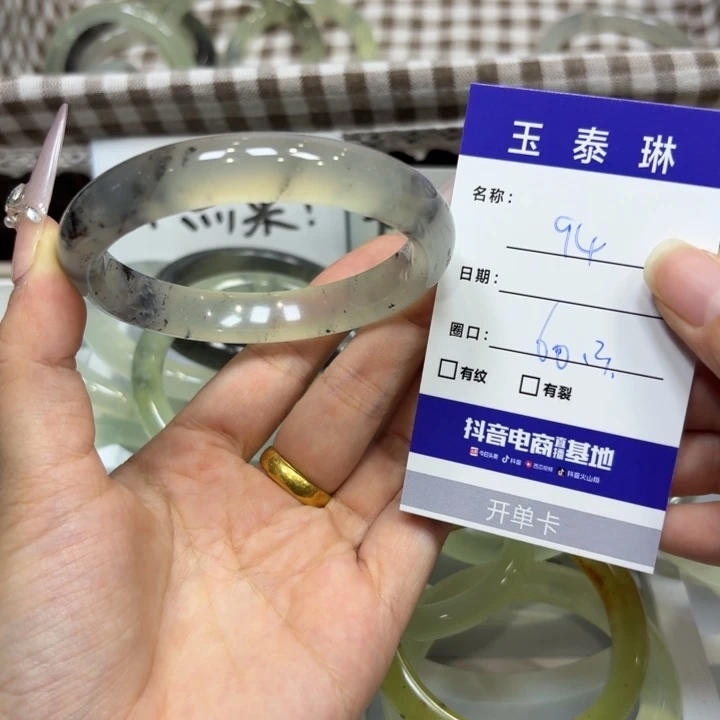 玉泰琳
名称：
94
日期：
圈口：
60
有纹
有裂
抖音电商直播基地
今日头条 抖音 西瓜视频 抖音火山版
开单卡
果！